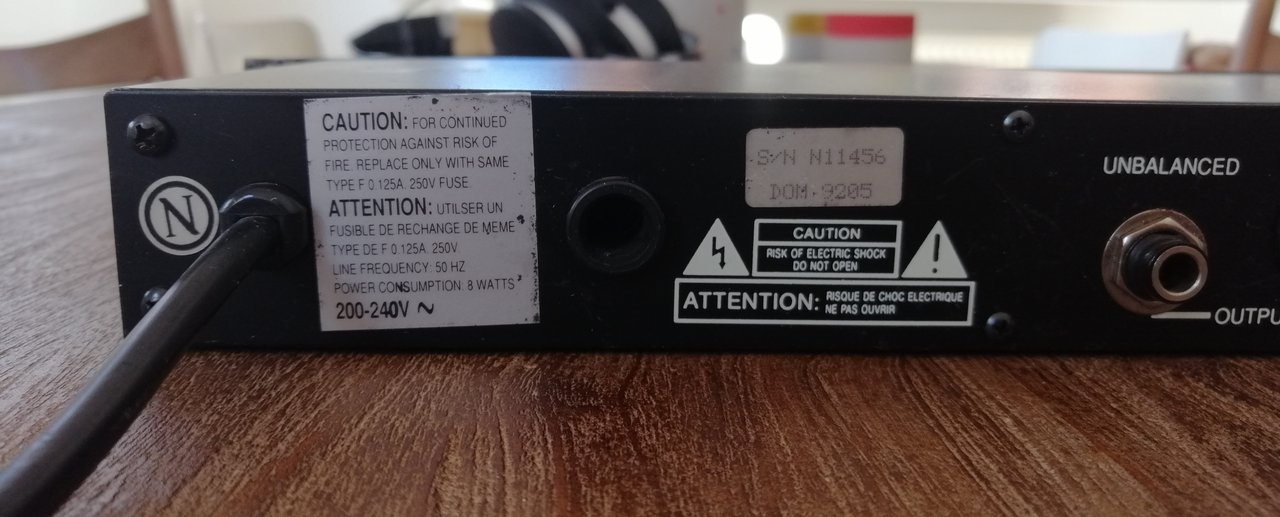 N
CAUTION: FOR CONTINUED
PROTECTION AGAINST RISK OF
FIRE. REPLACE ONLY WITH SAME
TYPE F 0.125A. 250V FUSE.
ATTENTION: UTILSER UN
FUSIBLE DE RECHANGE DE MEME
TYPE DE F 0.125A. 250V.
LINE FREQUENCY: 50 HZ
POWER CONSUMPTION: 8 WATTS
200-240V ~
S/N N11456
DOM. 9205
CAUTION
RISK OF ELECTRIC SHOCK
DO NOT OPEN
!
ATTENTION: RISQUE DE CHOC ELECTRIQUE
NE PAS OUVRIR
UNBALANCED
OUTPU